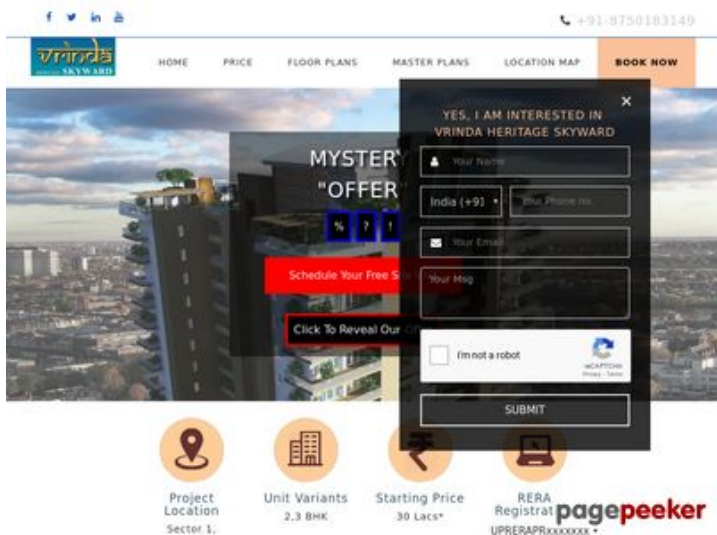 +91-8750183149
vrinda
SKYWARD
HOME PRICE FLOOR PLANS MASTER PLANS LOCATION MAP BOOK NOW
MYSTERY
"OFFER"
% ? !
Schedule Your Free
Click To Reveal Our
×
YES, I AM INTERESTED IN
VRINDA HERITAGE SKYWARD
Your Name
India (+91
Your Phone no.
Your Email
Your Msg
I'm not a robot
reCAPTCHA
Privacy - Terms
SUBMIT
Project
Location
Sector 1,
Unit Variants
2,3 BHK
Starting Price
30 Lacs*
RERA
Registrat
UPRERAPRxxxxxxx
pagepeeker